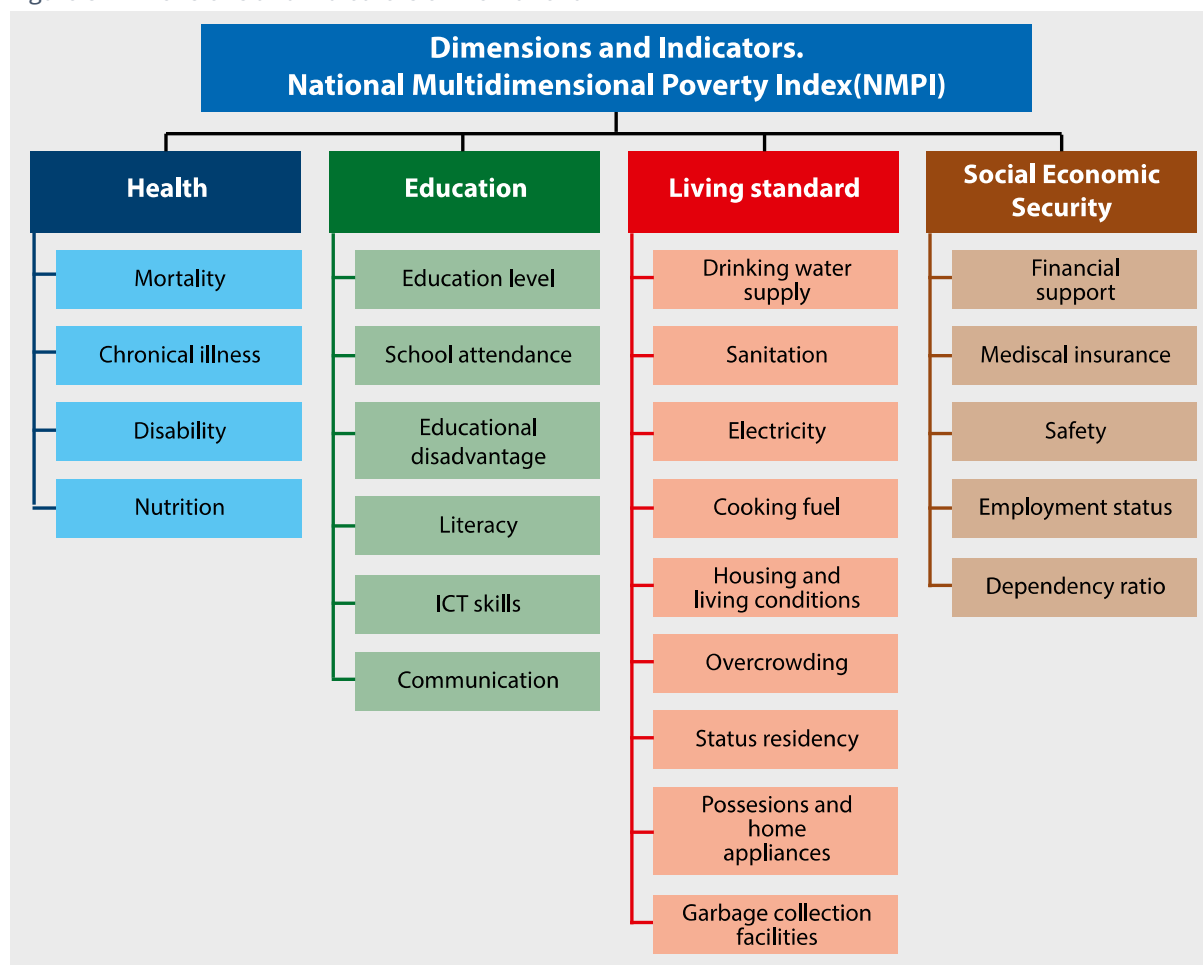 Dimensions and Indicators.
National Multidimensional Poverty Index(NMPI)
Health
Mortality
Chronical illness
Disability
Nutrition
Education
Education level
School attendance
Educational
disadvantage
Literacy
ICT skills
Communication
Living standard
Drinking water
supply
Sanitation
Electricity
Cooking fuel
Housing and
living conditions
Overcrowding
Status residency
Possesions and
home
appliances
Garbage collection
facilities
Social Economic
Security
Financial
support
Mediscal insurance
Safety
Employment status
Dependency ratio